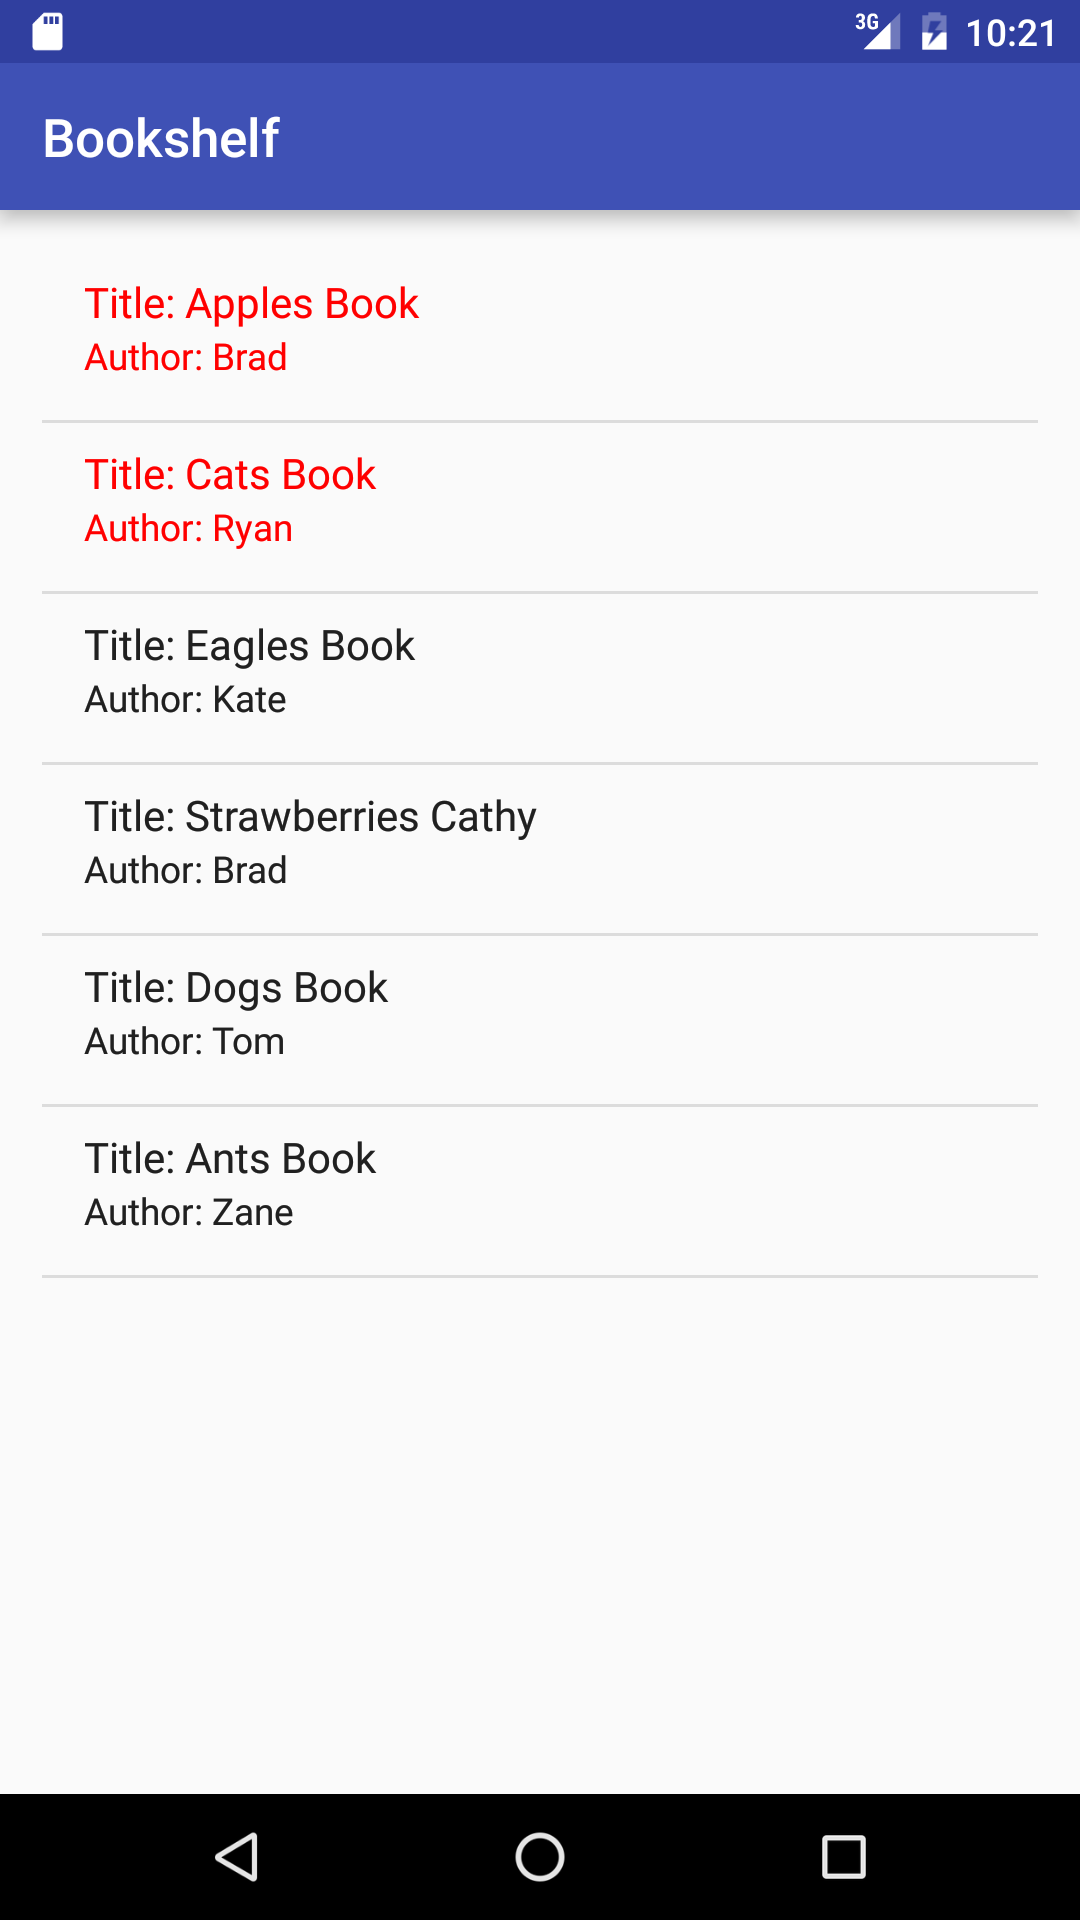 3G 10:21
Bookshelf
Title: Apples Book
Author: Brad
Title: Cats Book
Author: Ryan
Title: Eagles Book
Author: Kate
Title: Strawberries Cathy
Author: Brad
Title: Dogs Book
Author: Tom
Title: Ants Book
Author: Zane